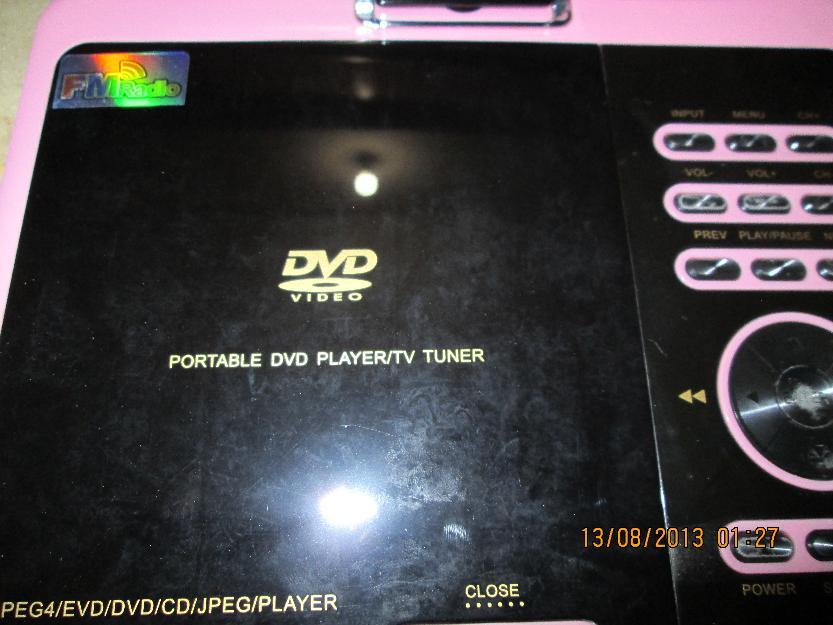 FM Radio
INPUT MENU CH+
VOL- VOL+
PREV PLAY/PAUSE
DVD
VIDEO
PORTABLE DVD PLAYER/TV TUNER
13/08/2013 01:27
POWER
CLOSE
PEG4/EVD/DVD/CD/JPEG/PLAYER